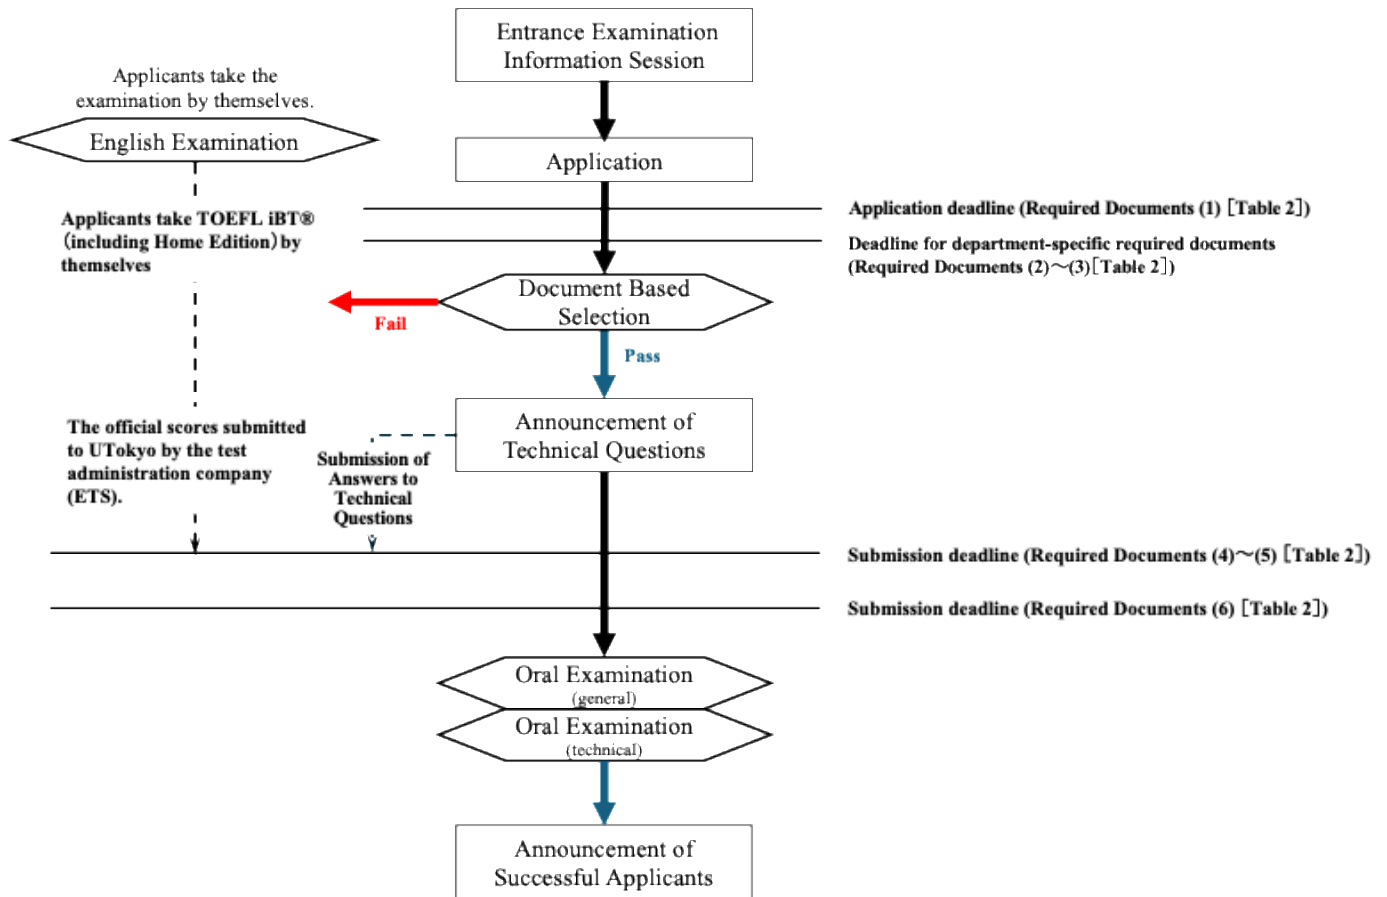 Entrance Examination
Information Session
Applicants take the
examination by themselves.
English Examination
Application
Applicants take TOEFL iBT®
（including Home Edition）by
themselves
Application deadline (Required Documents (1)［Table 2］)
Deadline for department-specific required documents
(Required Documents (2)～(3)［Table 2］)
Document Based
Selection
Fail
Pass
Announcement of
Technical Questions
The official scores submitted
to UTokyo by the test
administration company
(ETS).
Submission of
Answers to
Technical
Questions
Submission deadline (Required Documents (4)～(5)［Table 2］)
Submission deadline (Required Documents (6)［Table 2］)
Oral Examination
(general)
Oral Examination
(technical)
Announcement of
Successful Applicants